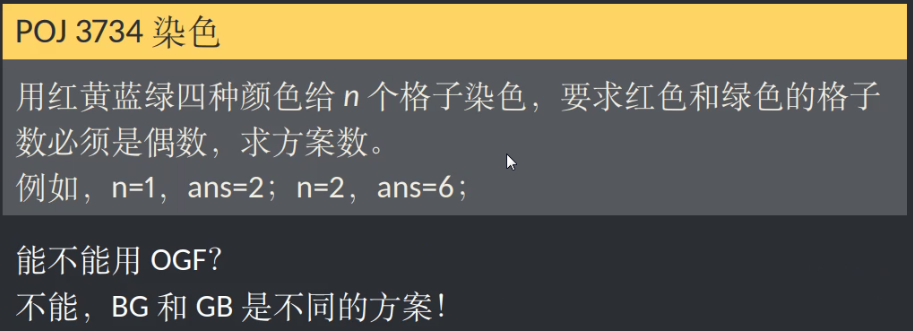 POJ 3734 染色
用红黄蓝绿四种颜色给 n 个格子染色，要求红色和绿色的格子
数必须是偶数，求方案数。
例如，n=1，ans=2；n=2，ans=6；
能不能用 OGF？
不能，BG 和 GB 是不同的方案！